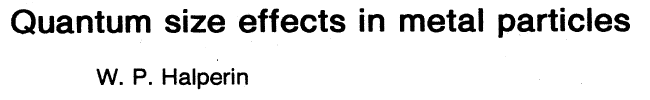 Quantum size effects in metal particles
W. P. Halperin